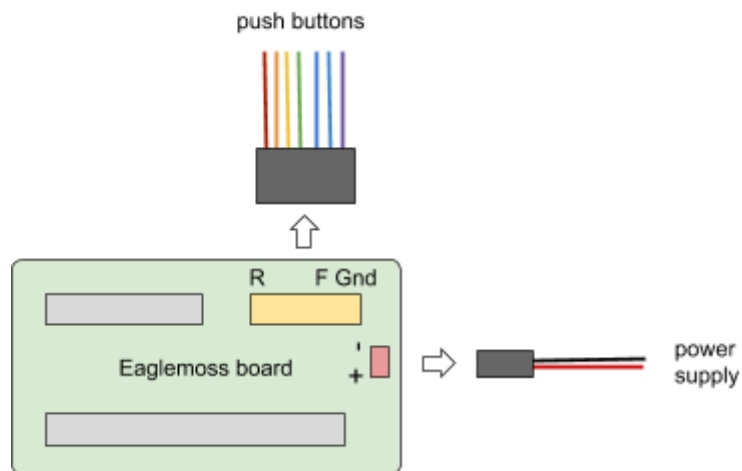 push buttons
R F Gnd
Eaglemoss board
-
+
power
supply